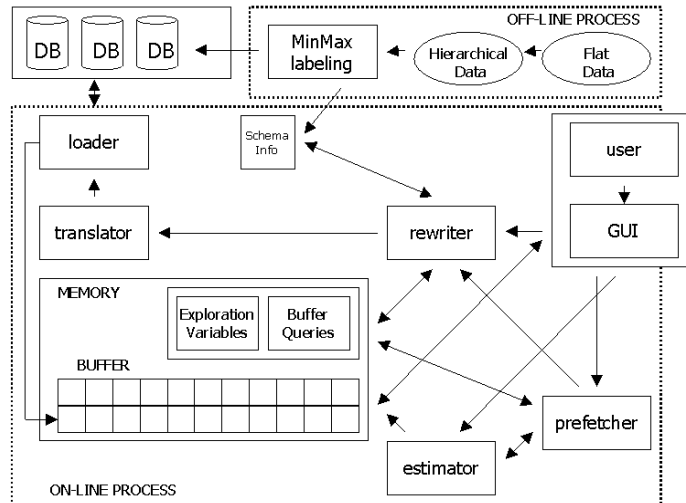 OFF-LINE PROCESS
DB DB DB
MinMax
labeling
Hierarchical
Data
Flat
Data
loader
Schema
Info
user
translator
rewriter
GUI
MEMORY
Exploration
Variables
Buffer
Queries
BUFFER
prefetcher
estimator
ON-LINE PROCESS